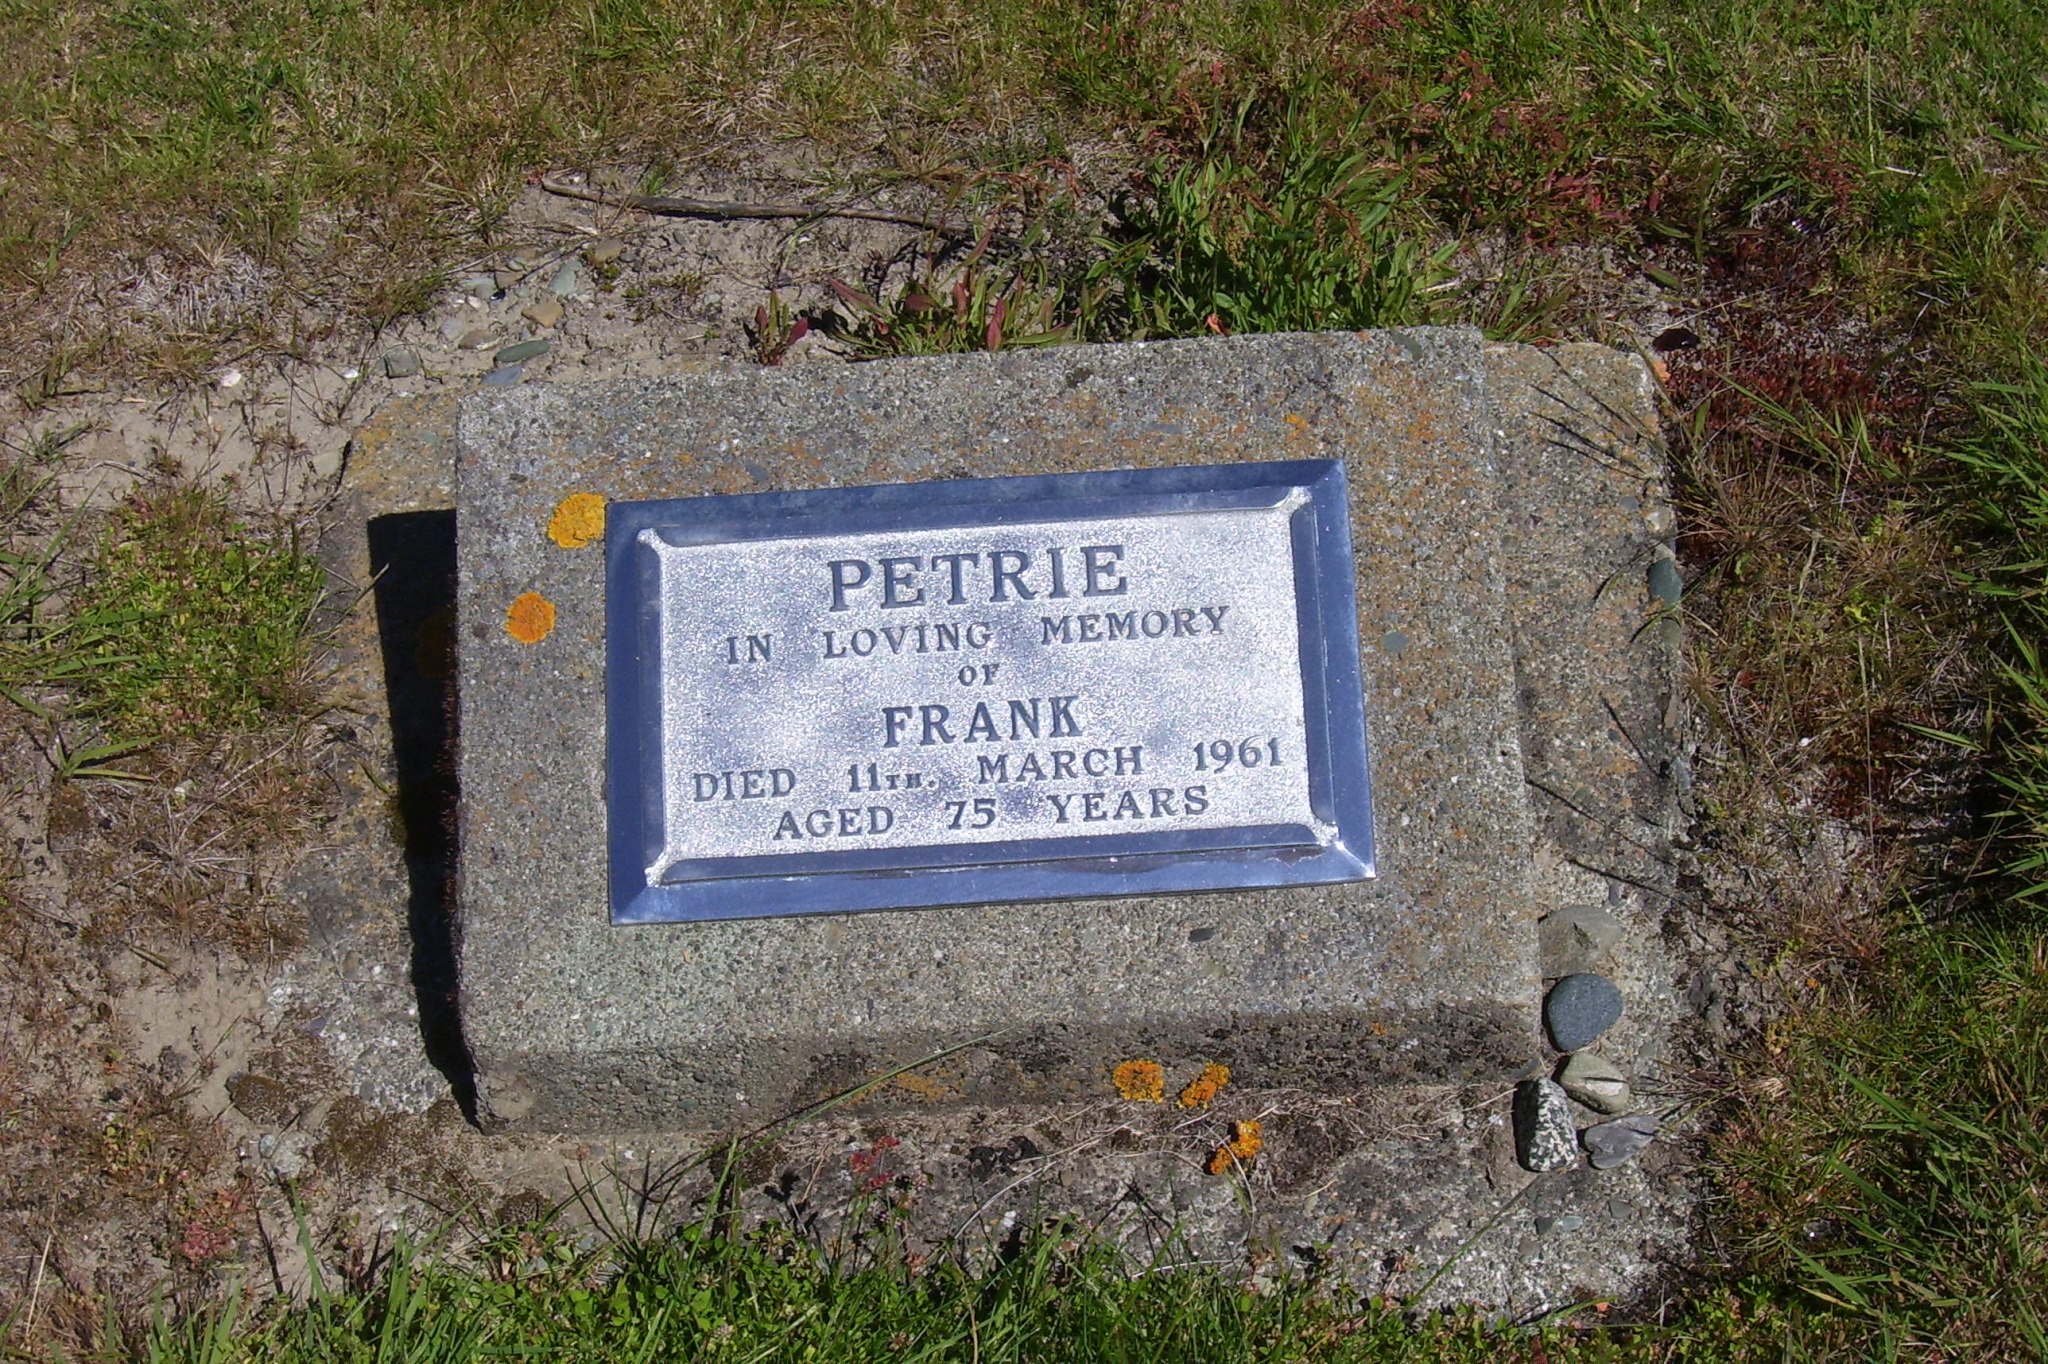 PETRIE
IN LOVING MEMORY
OF
FRANK
DIED 11TH. MARCH 1961
AGED 75 YEARS